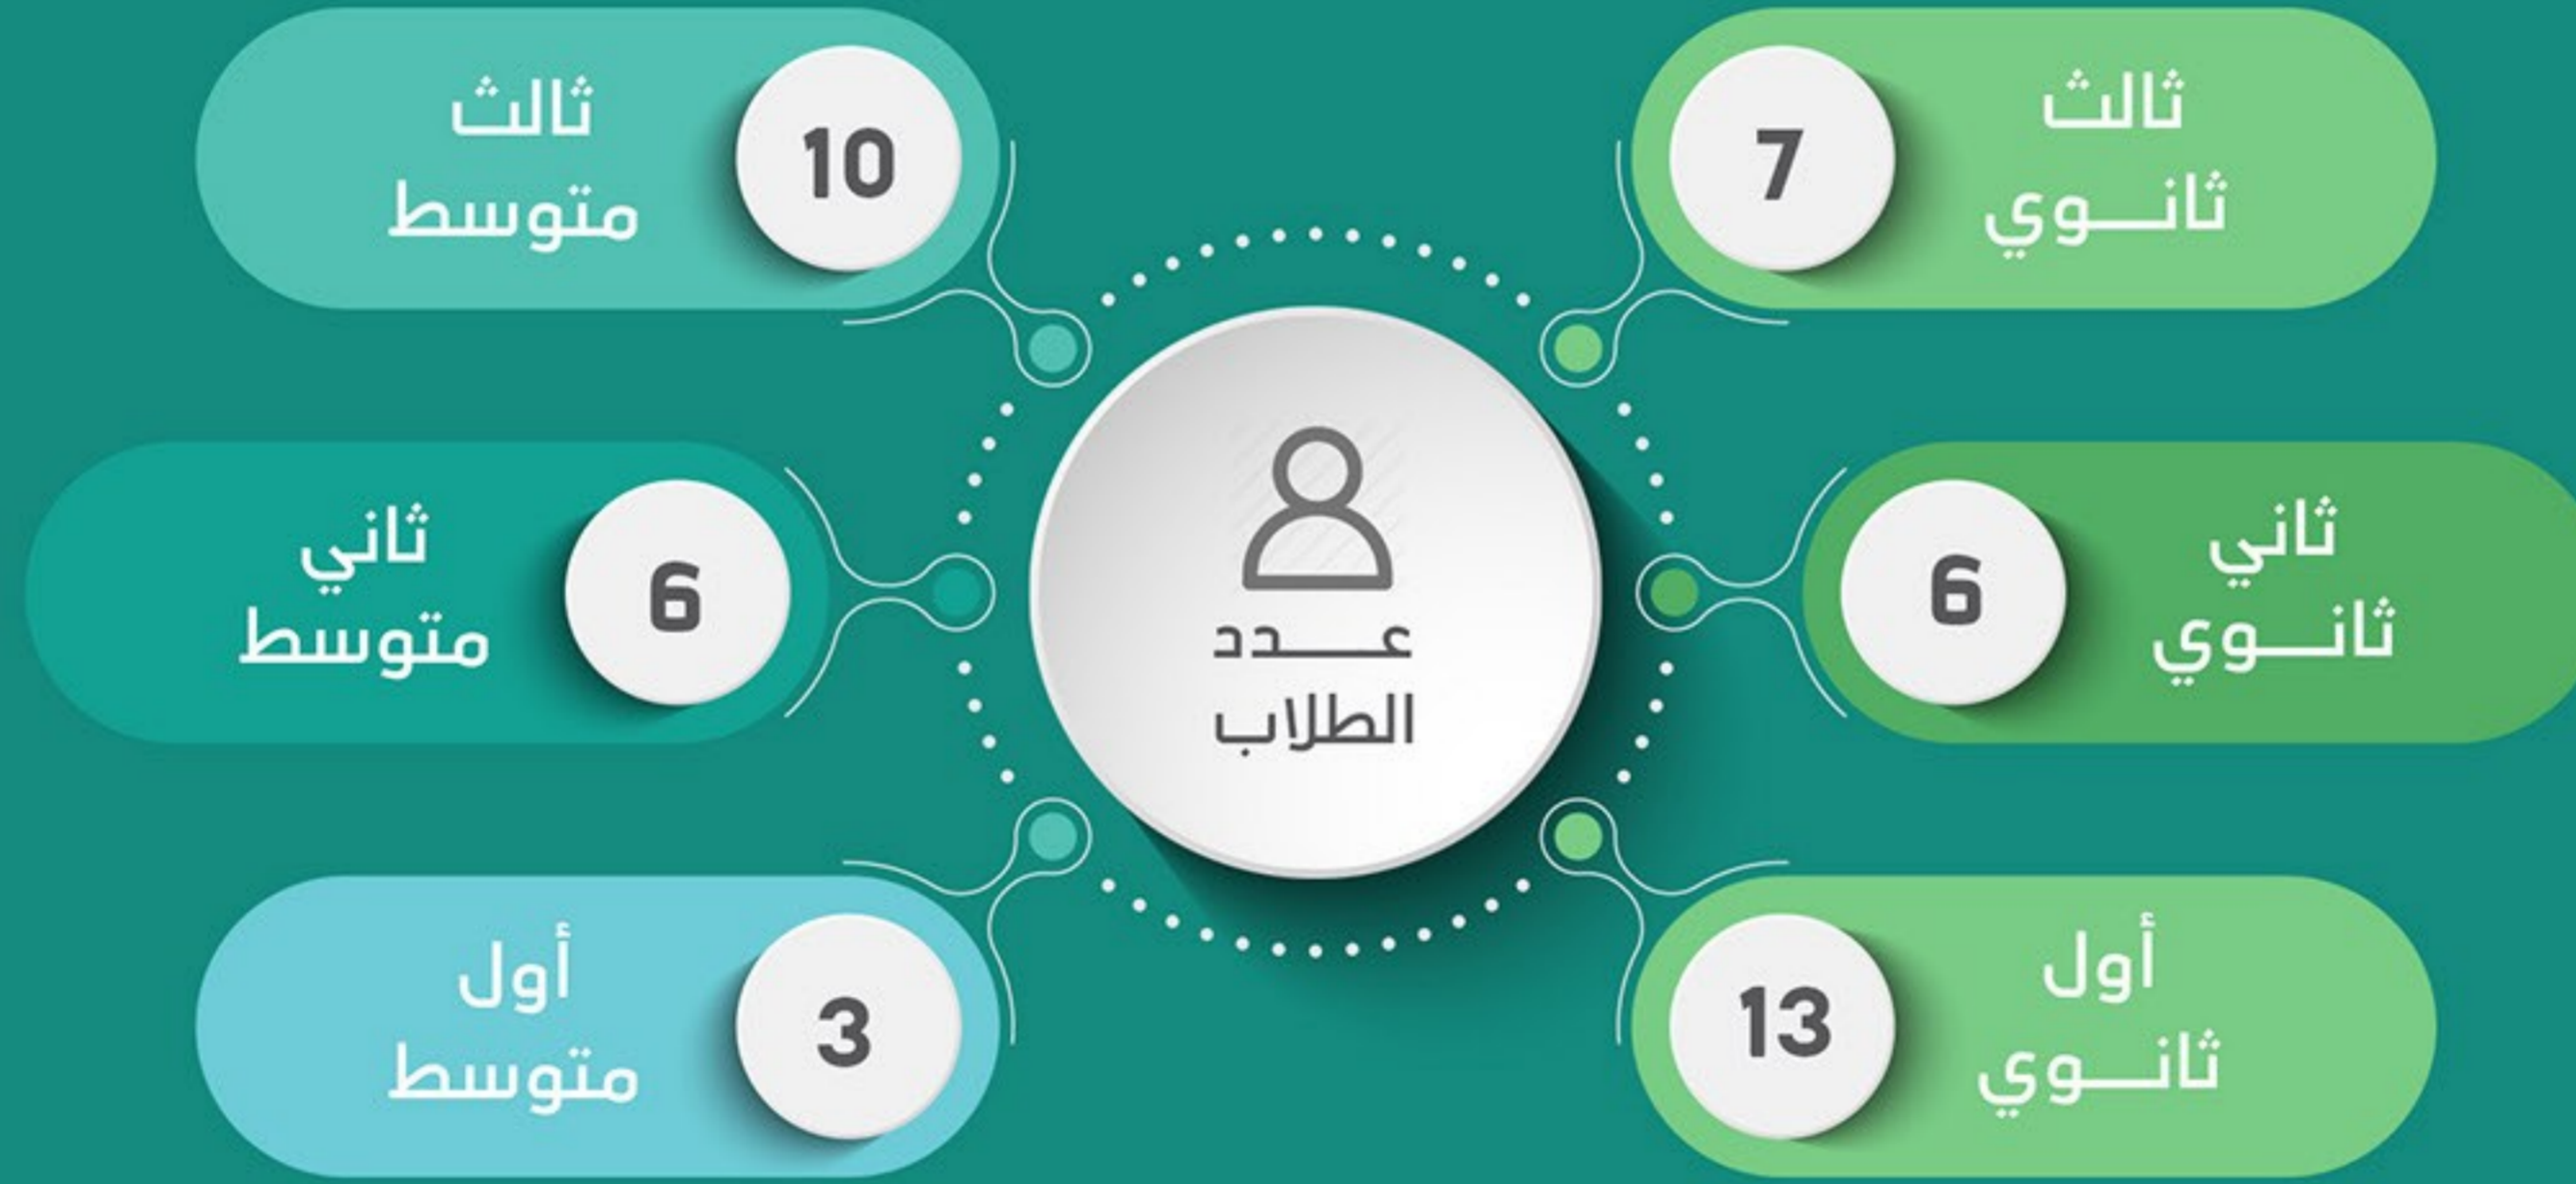 ثالث
ثانـــوي
7
ثالث
متوسط
10
ثاني
ثانـــوي
6
عـــدد
الطلاب
ثاني
متوسط
6
أول
ثانـــوي
13
أول
متوسط
3